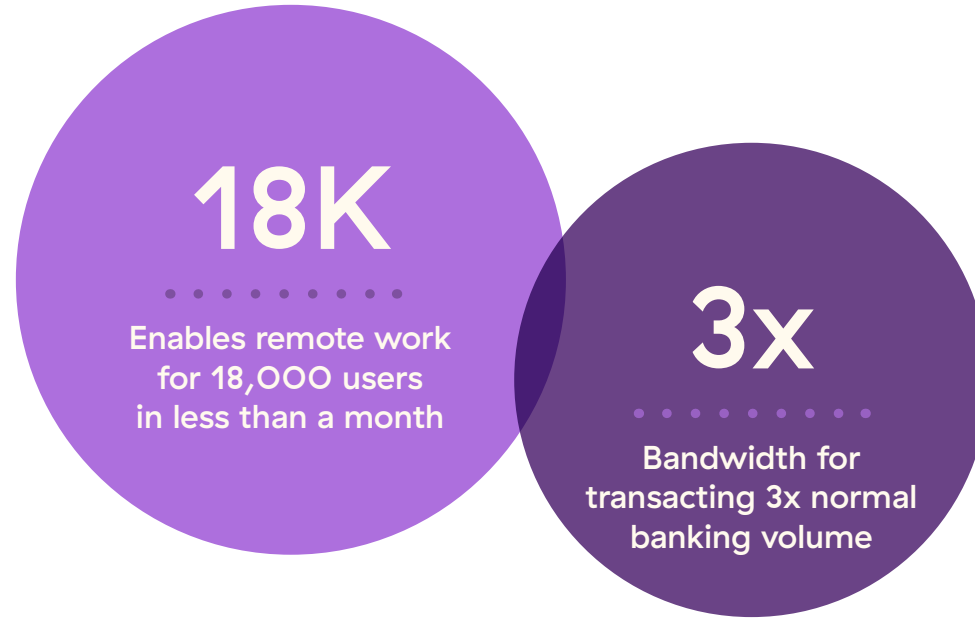 18K
Enables remote work
for 18,000 users
in less than a month
3x
Bandwidth for
transacting 3x normal
banking volume